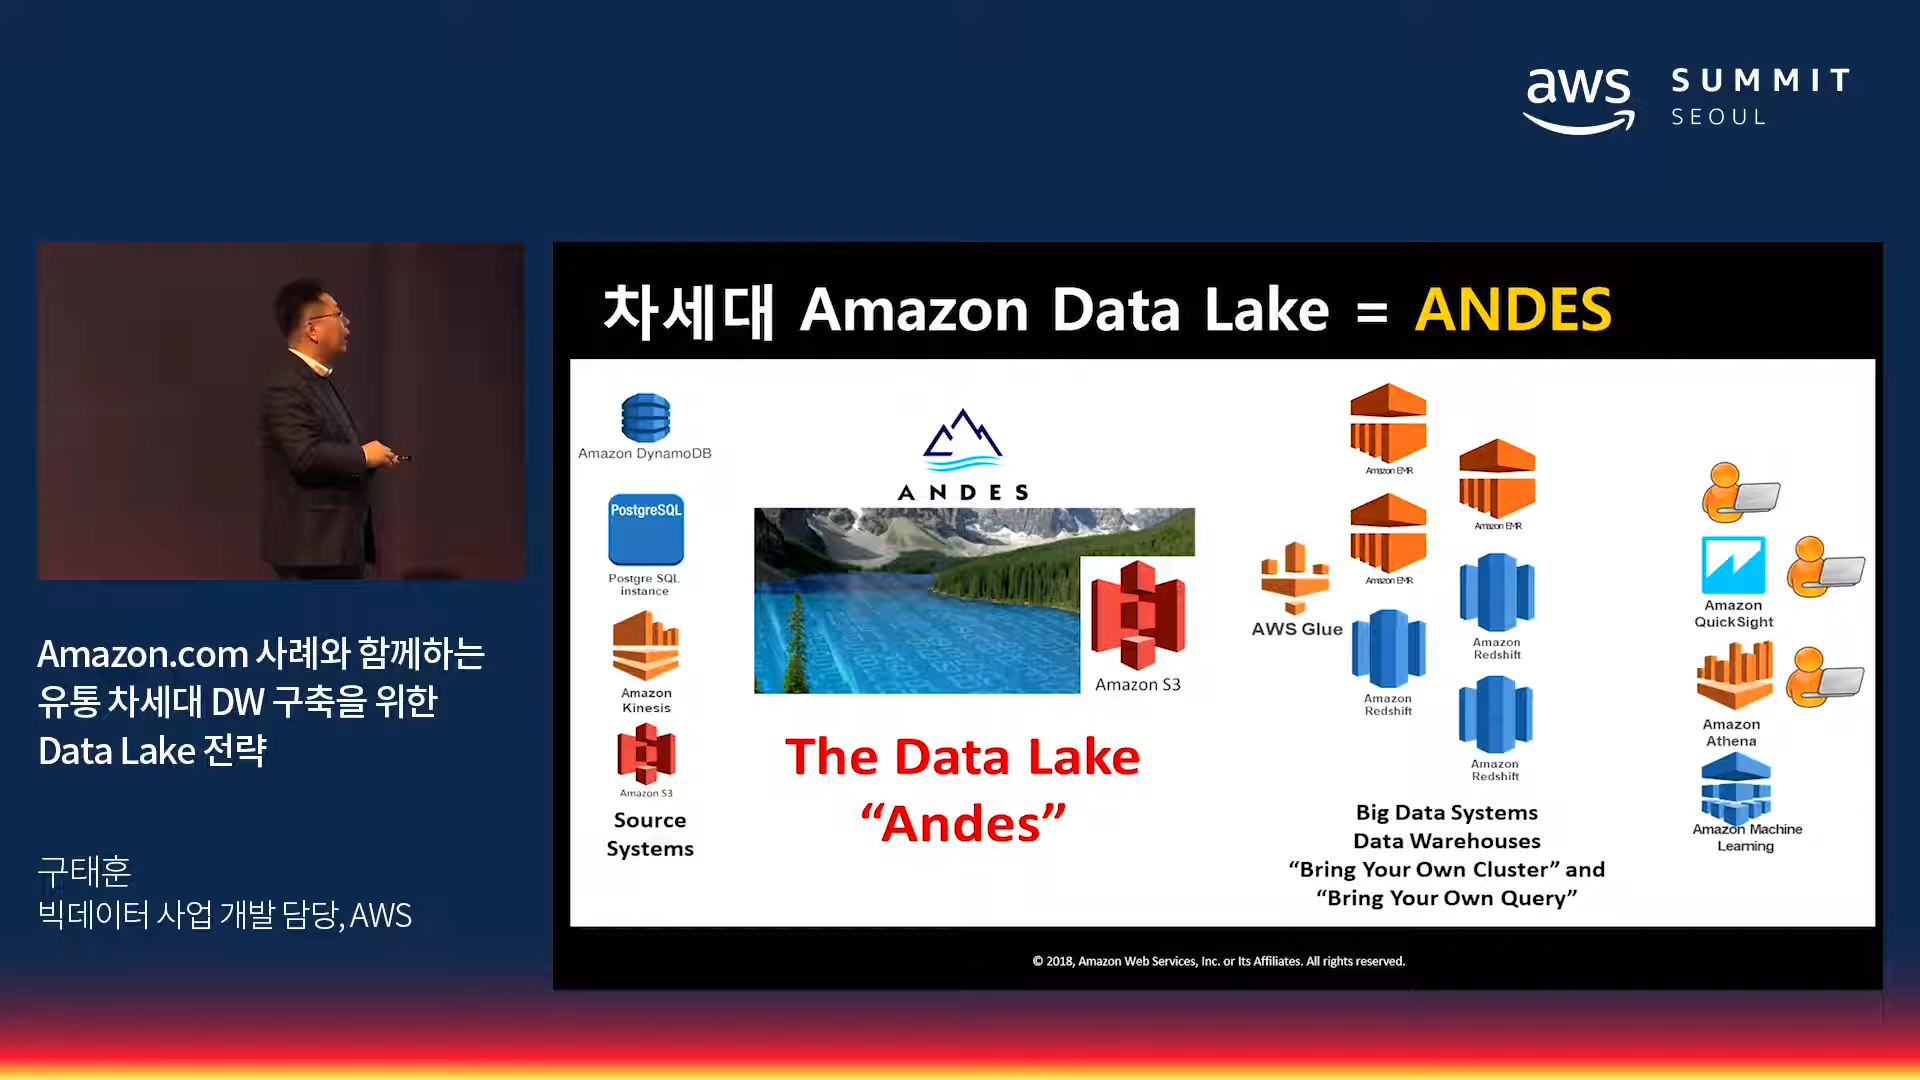 aws
SUMMIT
SEOUL
차세대 Amazon Data Lake = ANDES
Amazon DynamoDB
PostgreSQL
Postgre SQL
instance
Amazon
Kinesis
Amazon S3
Source
Systems
ANDES
Amazon S3
The Data Lake
“Andes”
AWS Glue
Amazon EMR
Amazon EMR
Amazon EMR
Amazon
Redshift
Amazon
Redshift
Amazon
Redshift
Big Data Systems
Data Warehouses
“Bring Your Own Cluster” and
“Bring Your Own Query”
Amazon
QuickSight
Amazon
Athena
Amazon Machine
Learning
© 2018, Amazon Web Services, Inc. or Its Affiliates. All rights reserved.
Amazon.com 사례와 함께하는
유통 차세대 DW 구축을 위한
Data Lake 전략
구태훈
빅데이터 사업 개발 담당, AWS